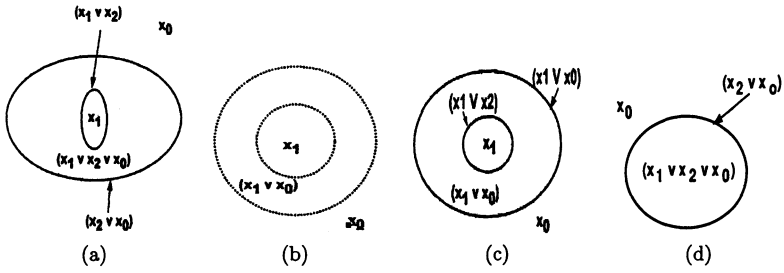 (x₁ v x₂)
x₀
x₁
(x₁ v x₂ v x₀)
(x₂ v x₀)
(a)
x₁
(x₁ v x₀)
x₀
(b)
(x1 V x0)
(x1 V x2)
x₁
(x₁ v x₀)
x₀
(c)
(x₂ v x₀)
x₀
(x₁ v x₂ v x₀)
(d)